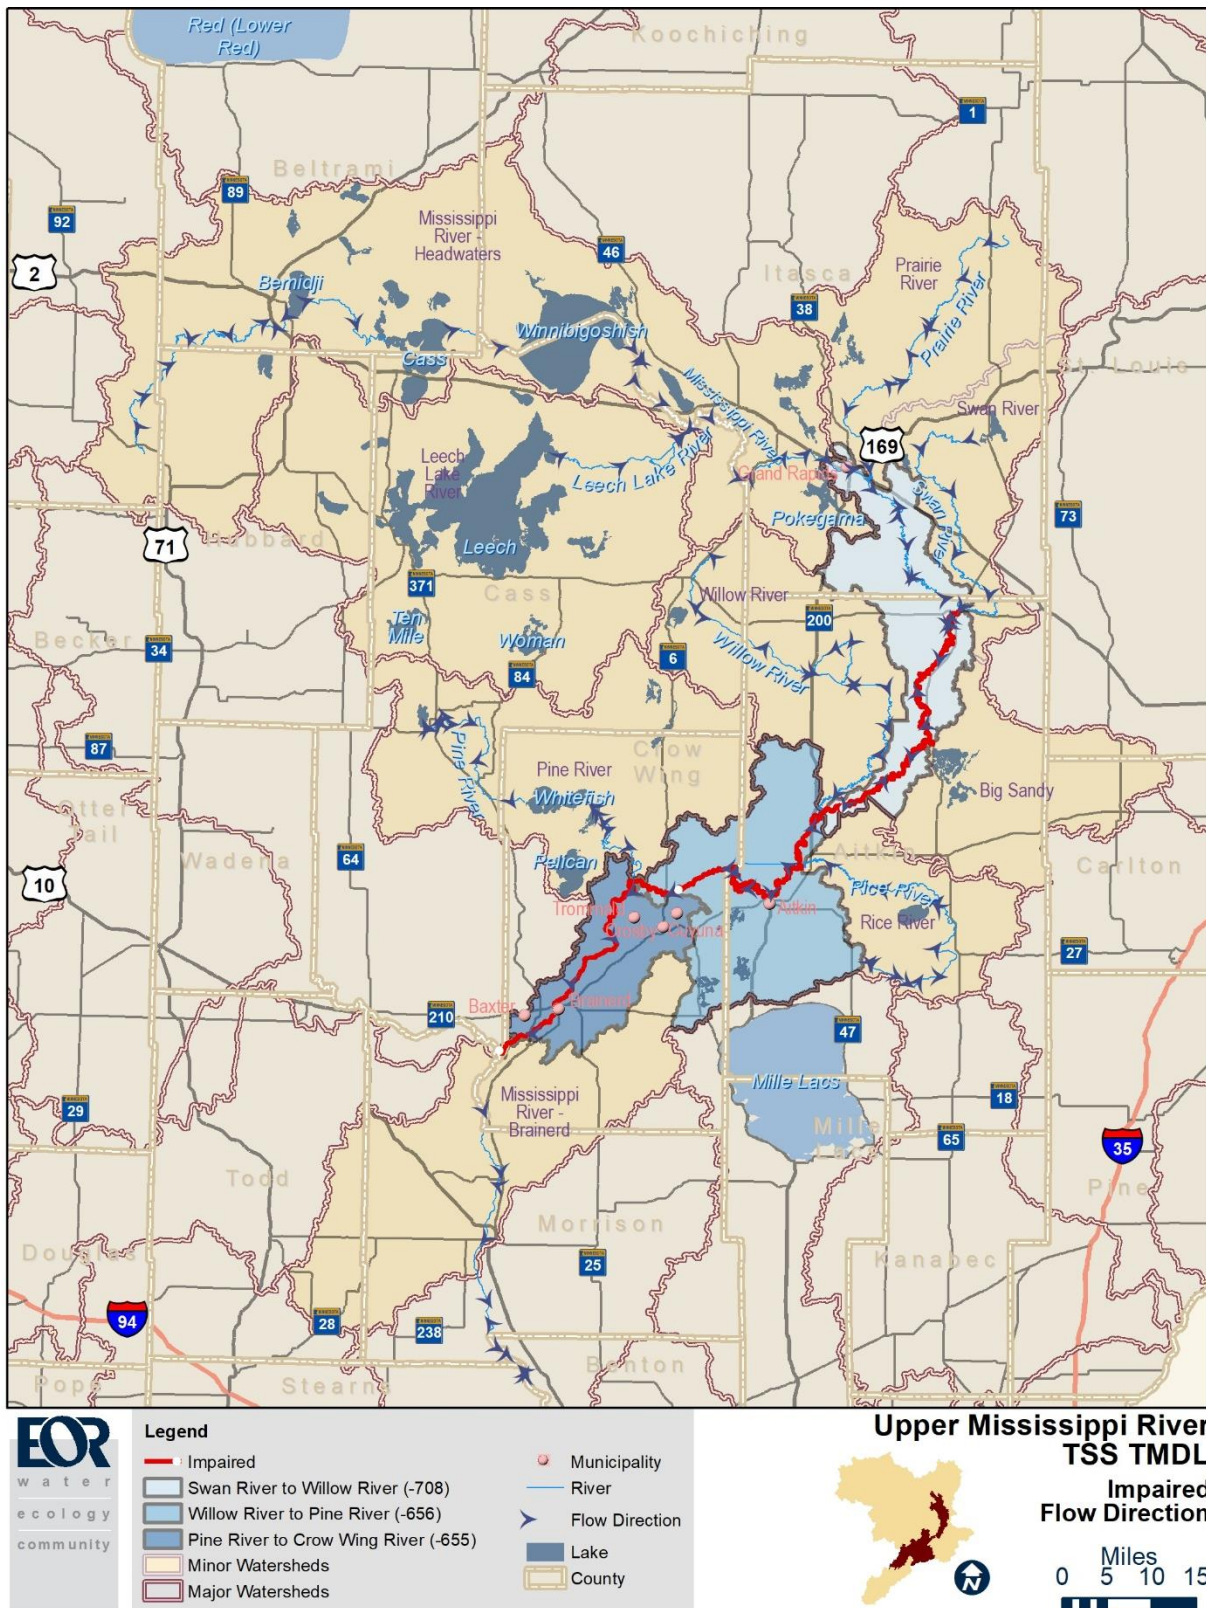 Red (Lower
Red)
Koochiching
1
Beltrami
89
92
Mississippi
River -
Headwaters
46
2
Itasca
Prairie
River
Bemidji
38
Prairie River
Winnibigoshish
Cass
St. Louis
Mississippi River
Swan River
169
Leech
Lake
River
Leech Lake River
Grand Rapids
Pokegama
Swan River
73
71
Hubbard
Leech
371
Cass
Willow River
Ten
Mile
Woman
200
Becker
34
84
6
Willow River
87
Pine River
Crow
Wing
Pine River
Whitefish
Big Sandy
Otter
Tail
Wadena
64
Pelican
Aitkin
Carlton
10
Rice River
Aitkin
Rice River
Crosby
27
Baxter
Brainerd
210
47
Mille Lacs
Mississippi
River -
Brainerd
29
18
Mille
Lacs
65
35
Todd
Pine
Morrison
Douglas
25
Kanabec
94
28
238
Benton
Pope
Stearns
EOR
water
ecology
community
Legend
Impaired
Swan River to Willow River (-708)
Willow River to Pine River (-656)
Pine River to Crow Wing River (-655)
Minor Watersheds
Major Watersheds
Municipality
River
Flow Direction
Lake
County
Upper Mississippi River
TSS TMDL
Impaired
Flow Direction
N
Miles
0 5 10 15